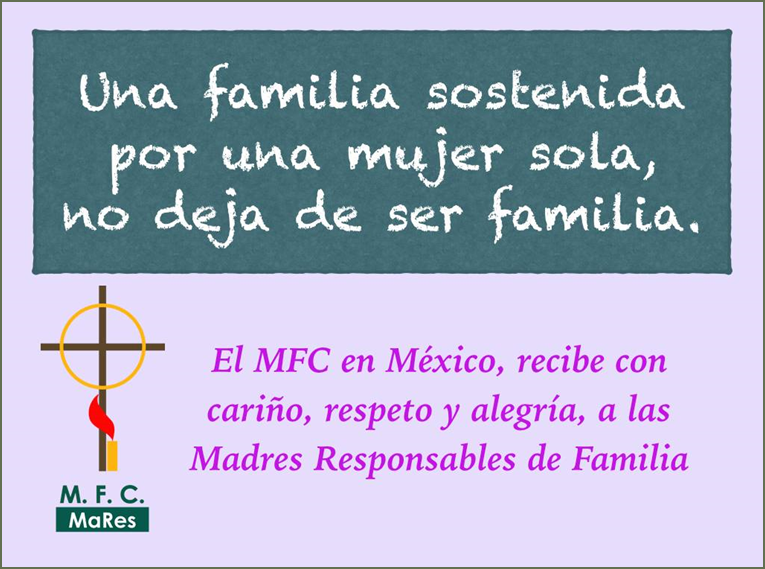 Una familia sostenida
por una mujer sola,
no deja de ser familia.
El MFC en México, recibe con
cariño, respeto y alegría, a las
Madres Responsables de Familia
M. F. C.
MaRes